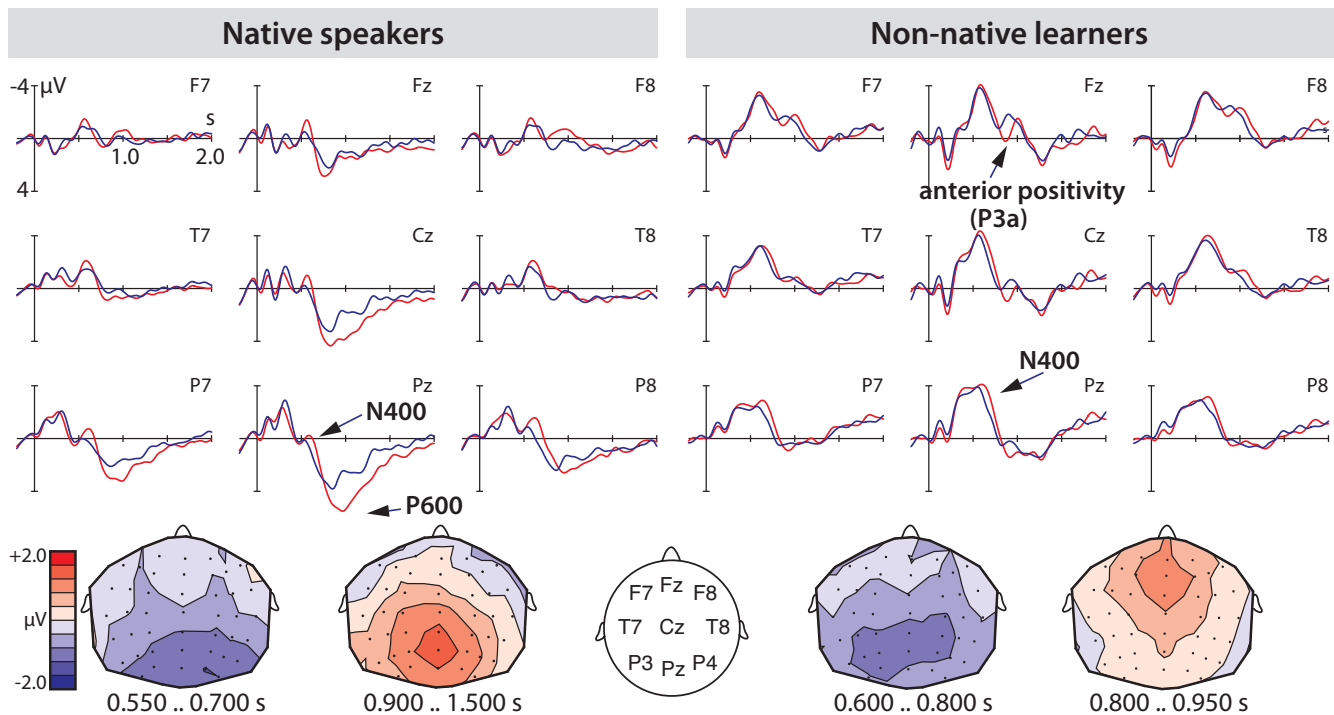 Native speakers
Non-native learners
-4 μV
F7
Fz
F8
F7
Fz
F8
s
1.0
2.0
4
anterior positivity
(P3a)
T7
Cz
T8
T7
Cz
T8
P7
Pz
P8
P7
Pz
P8
N400
N400
P600
+2.0
μV
-2.0
F7 Fz F8
T7 Cz T8
P3 Pz P4
0.550 .. 0.700 s
0.900 .. 1.500 s
0.600 .. 0.800 s
0.800 .. 0.950 s